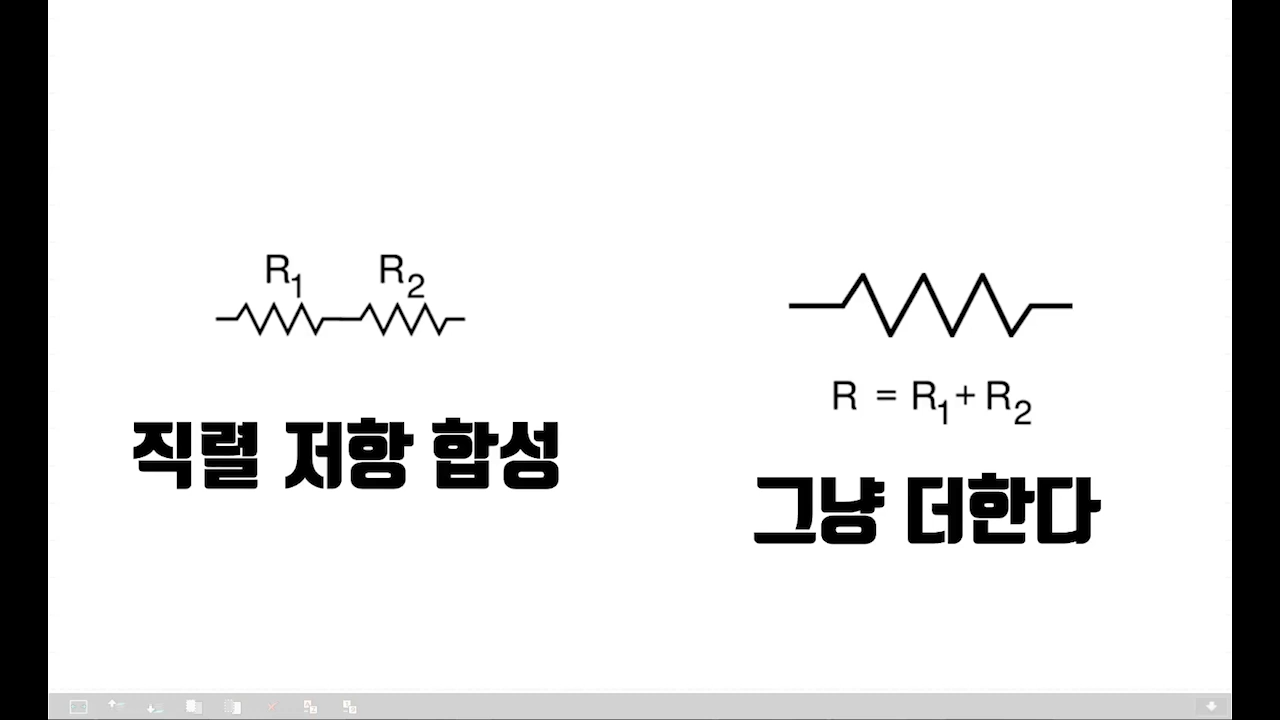 R₁ R₂
직렬 저항 합성
R = R₁ + R₂
그냥 더한다